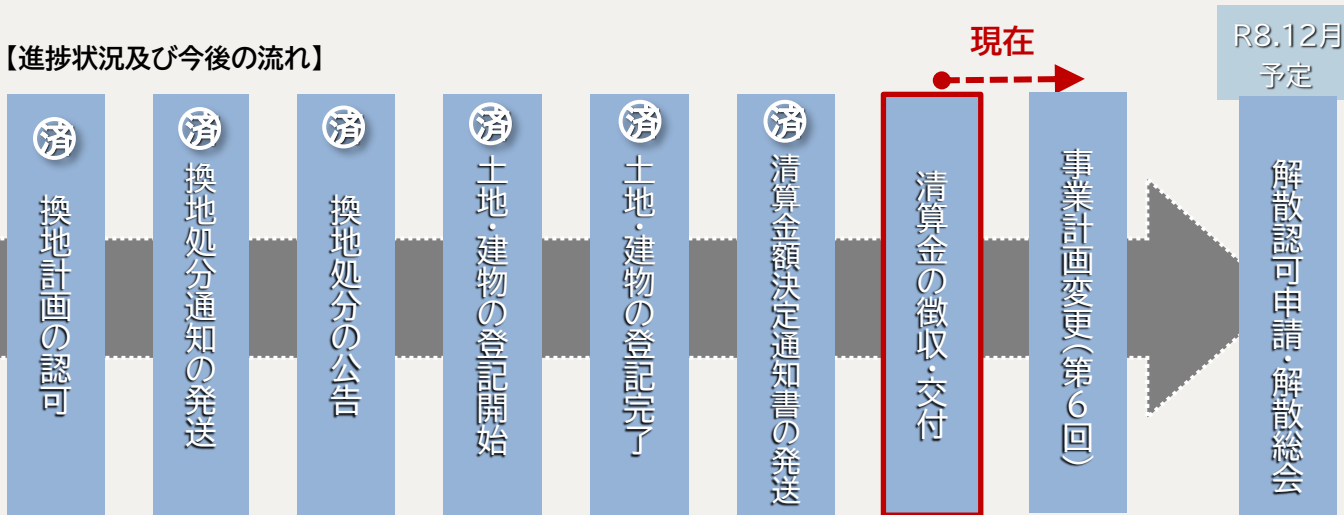 【進捗状況及び今後の流れ】
現在
R8.12月
予定
済
換地計画の認可
済
換地処分通知の発送
済
換地処分の公告
済
土地・建物の登記開始
済
土地・建物の登記完了
済
清算金額決定通知書の発送
清算金の徴収・交付
事業計画変更（第６回）
解散認可申請・解散総会